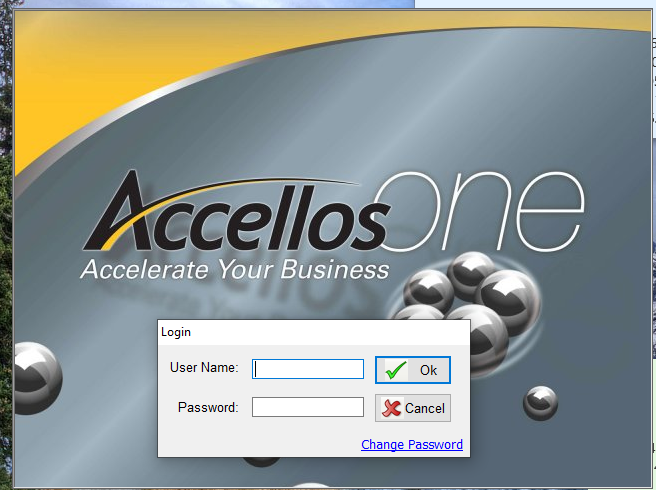 Accellos one
Accelerate Your Business
Login
User Name:
Ok
Password:
Cancel
Change Password